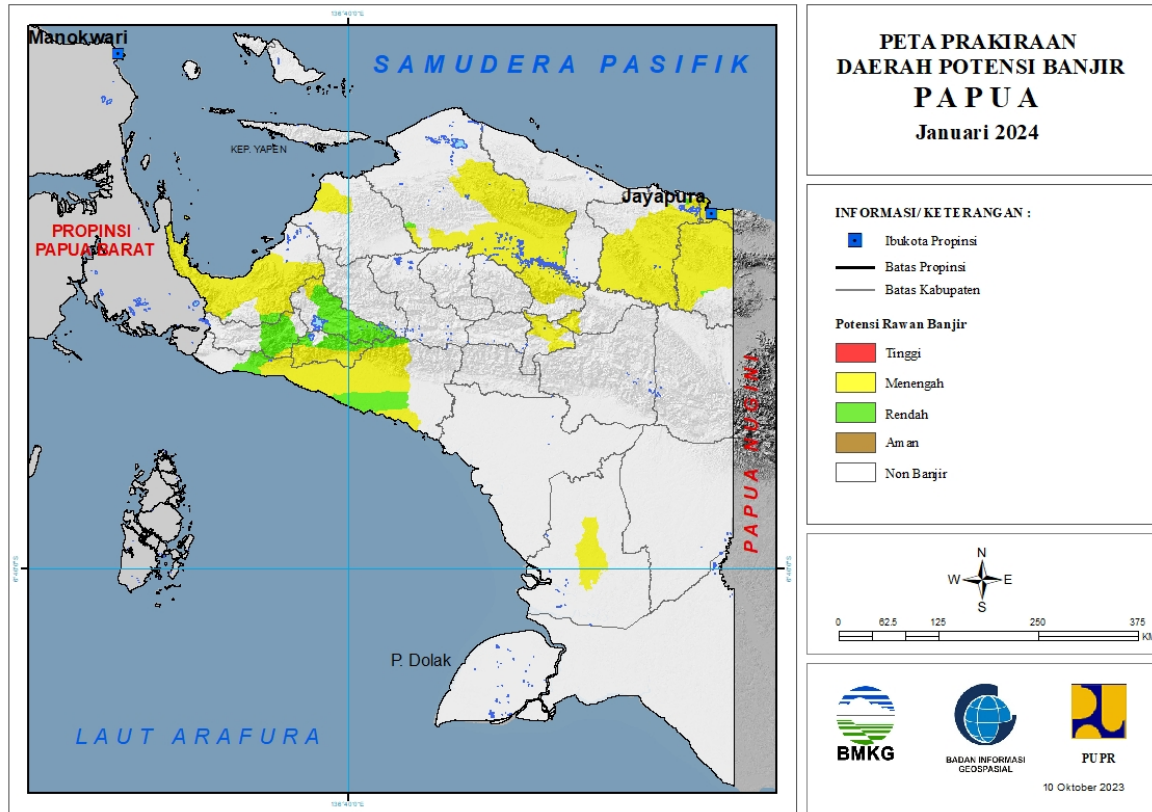 PETA PRAKIRAAN
DAERAH POTENSI BANJIR
PAPUA
Januari 2024
INFORMASI/ KETERANGAN :
Ibukota Propinsi
Batas Propinsi
Batas Kabupaten
Potensi Rawan Banjir
Tinggi
Menengah
Rendah
Aman
Non Banjir
N
W E
S
0 62.5 125 250 375
KM
BMKG
BADAN INFORMASI
GEOSPASIAL
PUPR
10 Oktober 2023
Manokwari
SAMUDERA PASIFIK
KEP. YAPEN
Jayapura
PROPINSI
PAPUA BARAT
PAPUA NUGINI
P. Dolak
LAUT ARAFURA